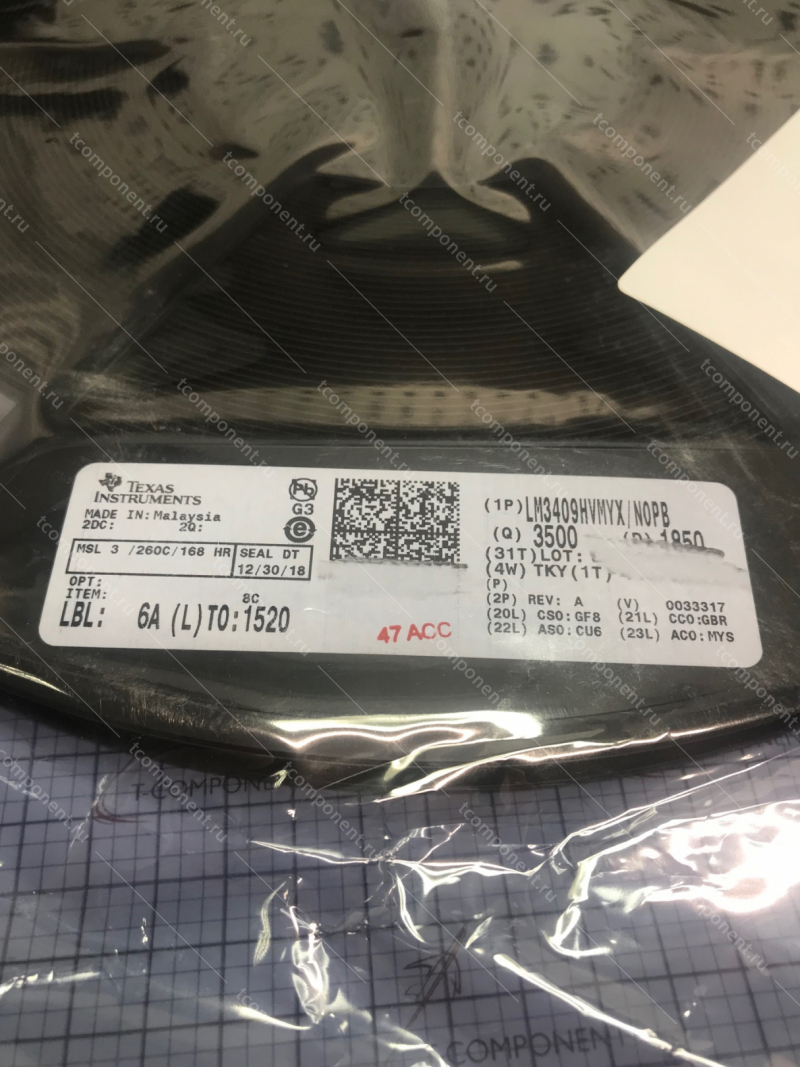 TEXAS
INSTRUMENTS
MADE IN: Malaysia
2DC: 2Q:
MSL 3 /260C/168 HR
SEAL DT
12/30/18
OPT:
ITEM:
8C
LBL: 6A (L)TO:1520
Pb
G3
e
47 ACC
(1P) LM3409HVMYX/NOPB
(Q) 3500 (D) 1850
(31T)LOT:
(4W) TKY(1T)
(P)
(2P) REV: A (V) 0033317
(20L) CSO:GF8 (21L) CCO:GBR
(22L) ASO:CU6 (23L) ACO:MYS
T-COMPONENT
T-COMPONENT
tcomponent.ru